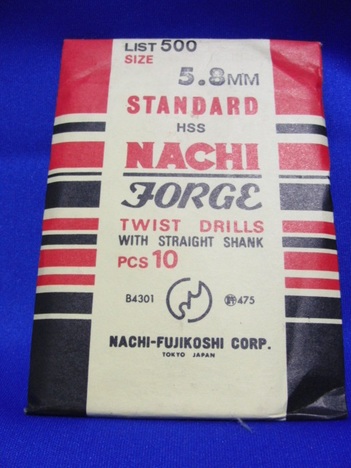 LIST 500
SIZE
5.8MM
STANDARD
HSS
NACHI
FORGE
TWIST DRILLS
WITH STRAIGHT SHANK
PCS 10
B4301 許 475
NACHI-FUJIKOSHI CORP.
TOKYO JAPAN